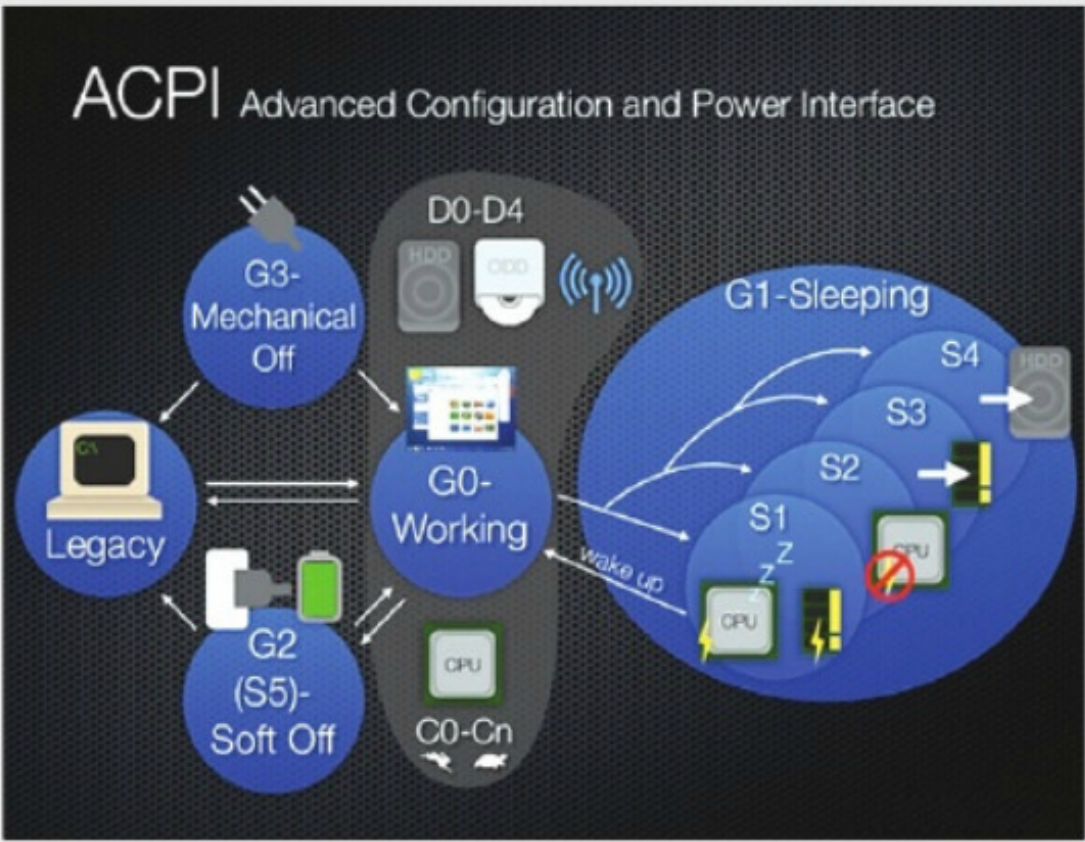 ACPI Advanced Configuration and Power Interface
D0-D4
HDD
ODD
G3-
Mechanical
Off
G1-Sleeping
S4
HDD
S3
S2
S1
Z
Z
Z
CPU
CPU
C:\
Legacy
G0-
Working
wake up
G2
(S5)-
Soft Off
CPU
C0-Cn